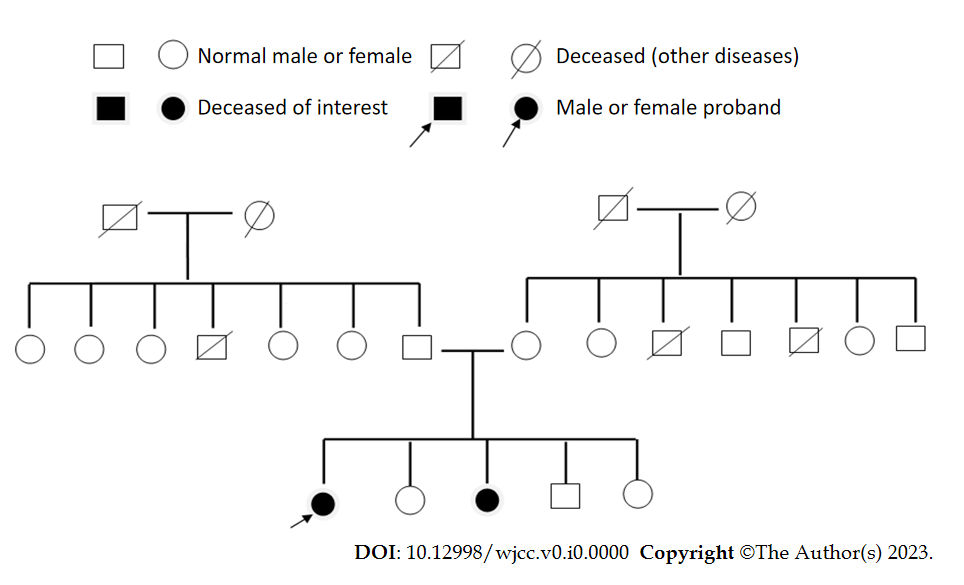 Normal male or female Deceased (other diseases)
Deceased of interest Male or female proband
DOI: 10.12998/wjcc.v0.i0.0000 Copyright ©The Author(s) 2023.